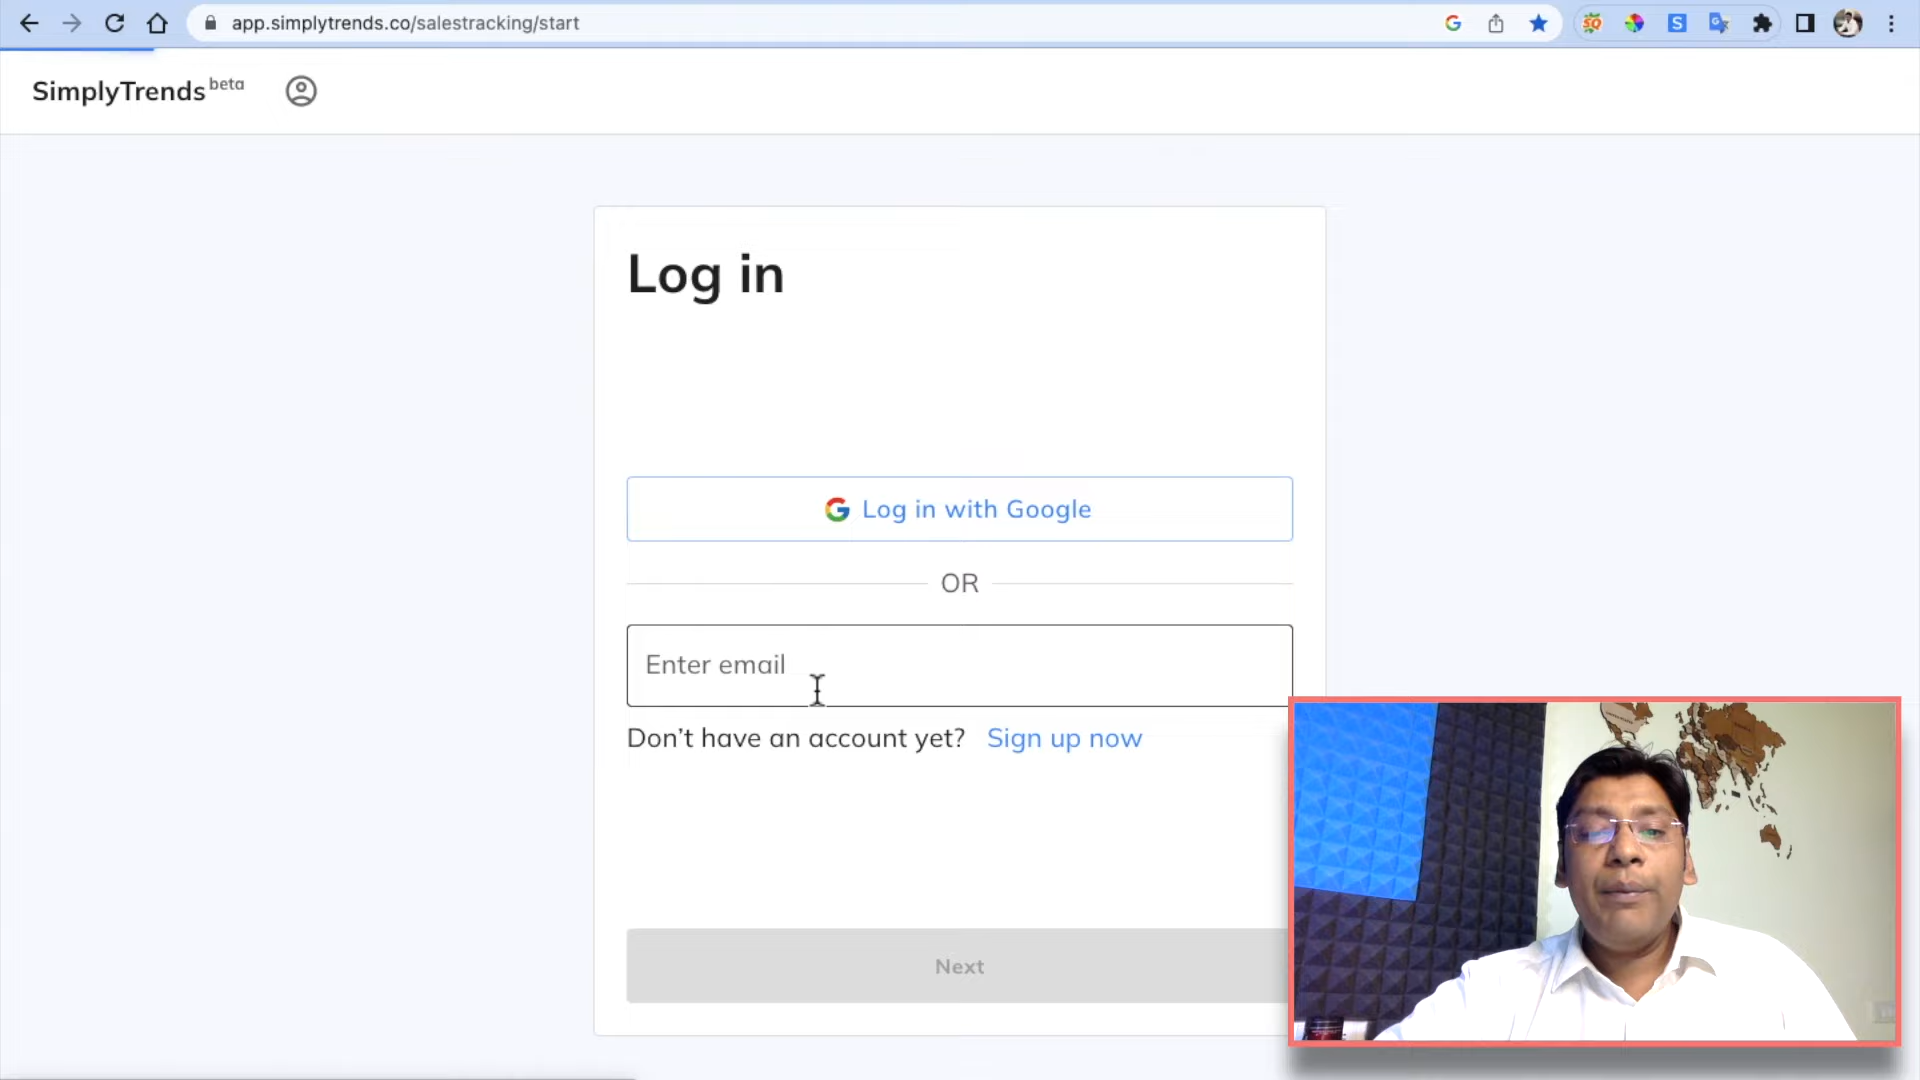 app.simplytrends.co/salestracking/start
SimplyTrends beta
Log in
Log in with Google
OR
Enter email
Don't have an account yet? Sign up now
Next